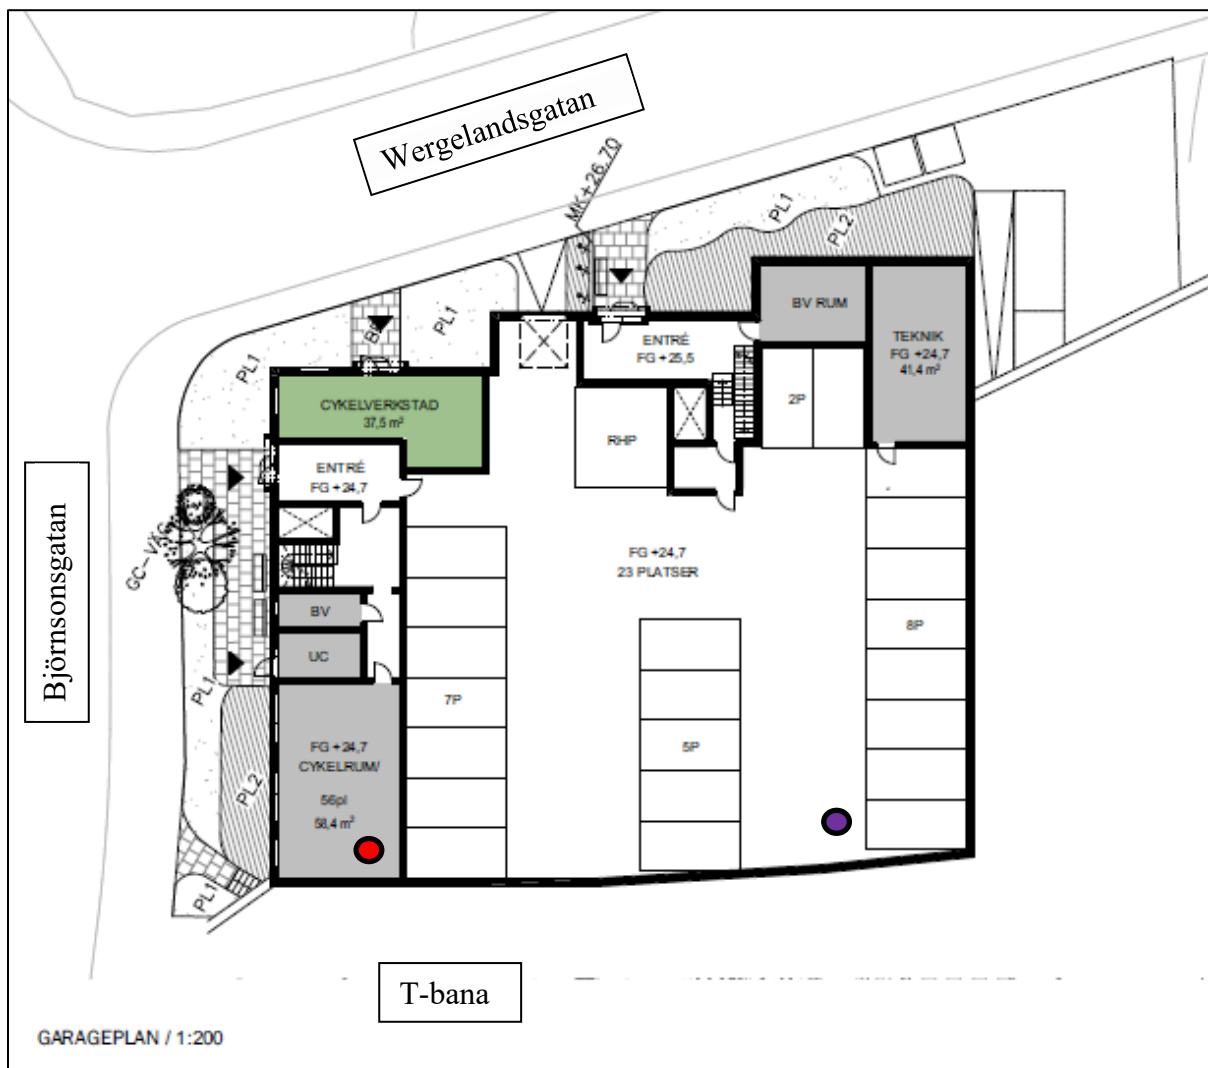 Wergelandsgatan
MK+26,70
PL1
PL2
PL1
PL1
BV RUM
ENTRÉ
FG +25,5
TEKNIK
FG +24,7
41,4 m²
2P
CYKELVERKSTAD
37,5 m²
RHP
ENTRÉ
FG +24,7
Björnsonsgatan
GC-VÄG
FG +24,7
23 PLATSER
BV
8P
UC
PL1
7P
5P
FG +24,7
CYKELRUM/
56pl
58,4 m²
PL2
PL1
T-bana
GARAGEPLAN / 1:200